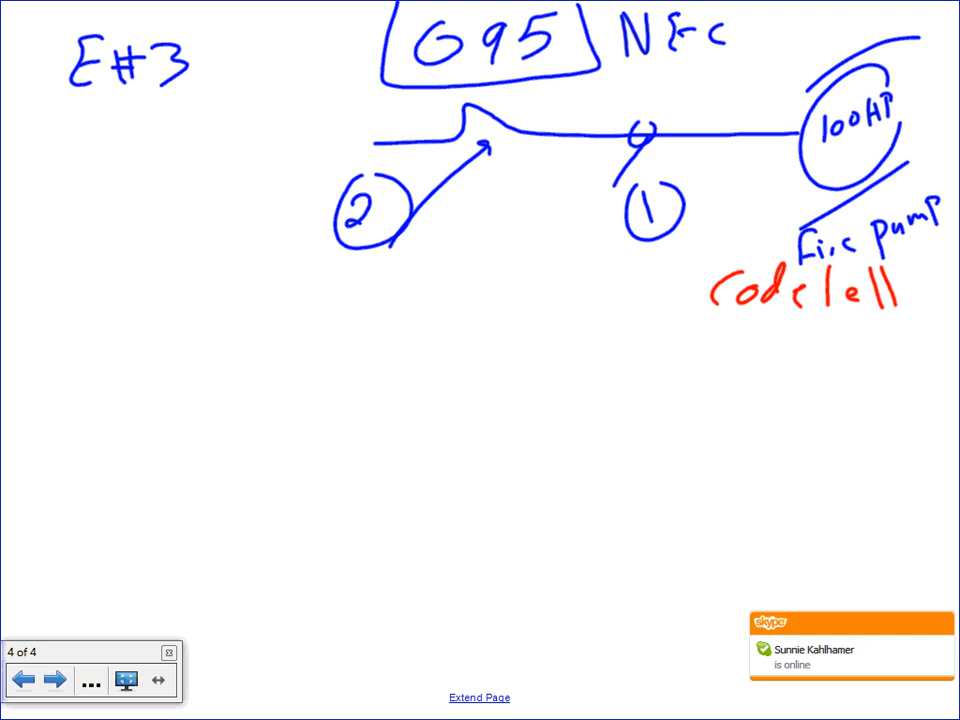 E#3
695 NEC
100HP
2
1
Fire pump
Code lell
skype
Sunnie Kahlhamer
is online
4 of 4
...
Extend Page